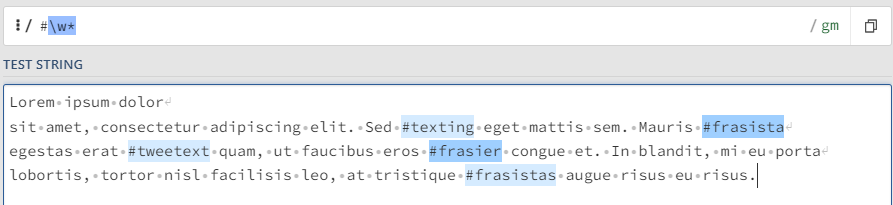 / #\w* / gm
TEST STRING
Lorem ipsum dolor
sit amet, consectetur adipiscing elit. Sed #texting eget mattis sem. Mauris #frasista
egestas erat #tweetext quam, ut faucibus eros #frasier congue et. In blandit, mi eu porta
lobortis, tortor nisl facilisis leo, at tristique #frasistas augue risus eu risus.